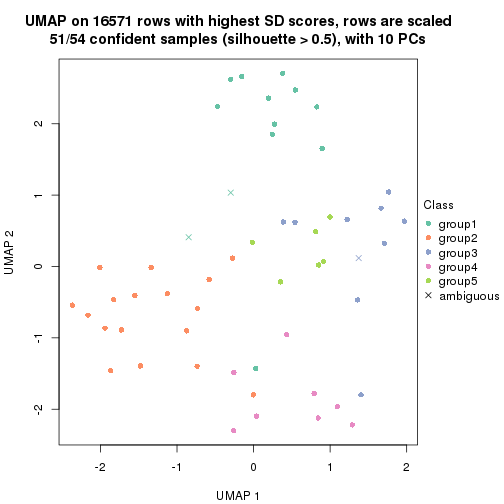 UMAP on 16571 rows with highest SD scores, rows are scaled
51/54 confident samples (silhouette > 0.5), with 10 PCs
UMAP 2
2
1
0
-1
-2
-2
-1
0
1
2
UMAP 1
Class
group1
group2
group3
group4
group5
ambiguous